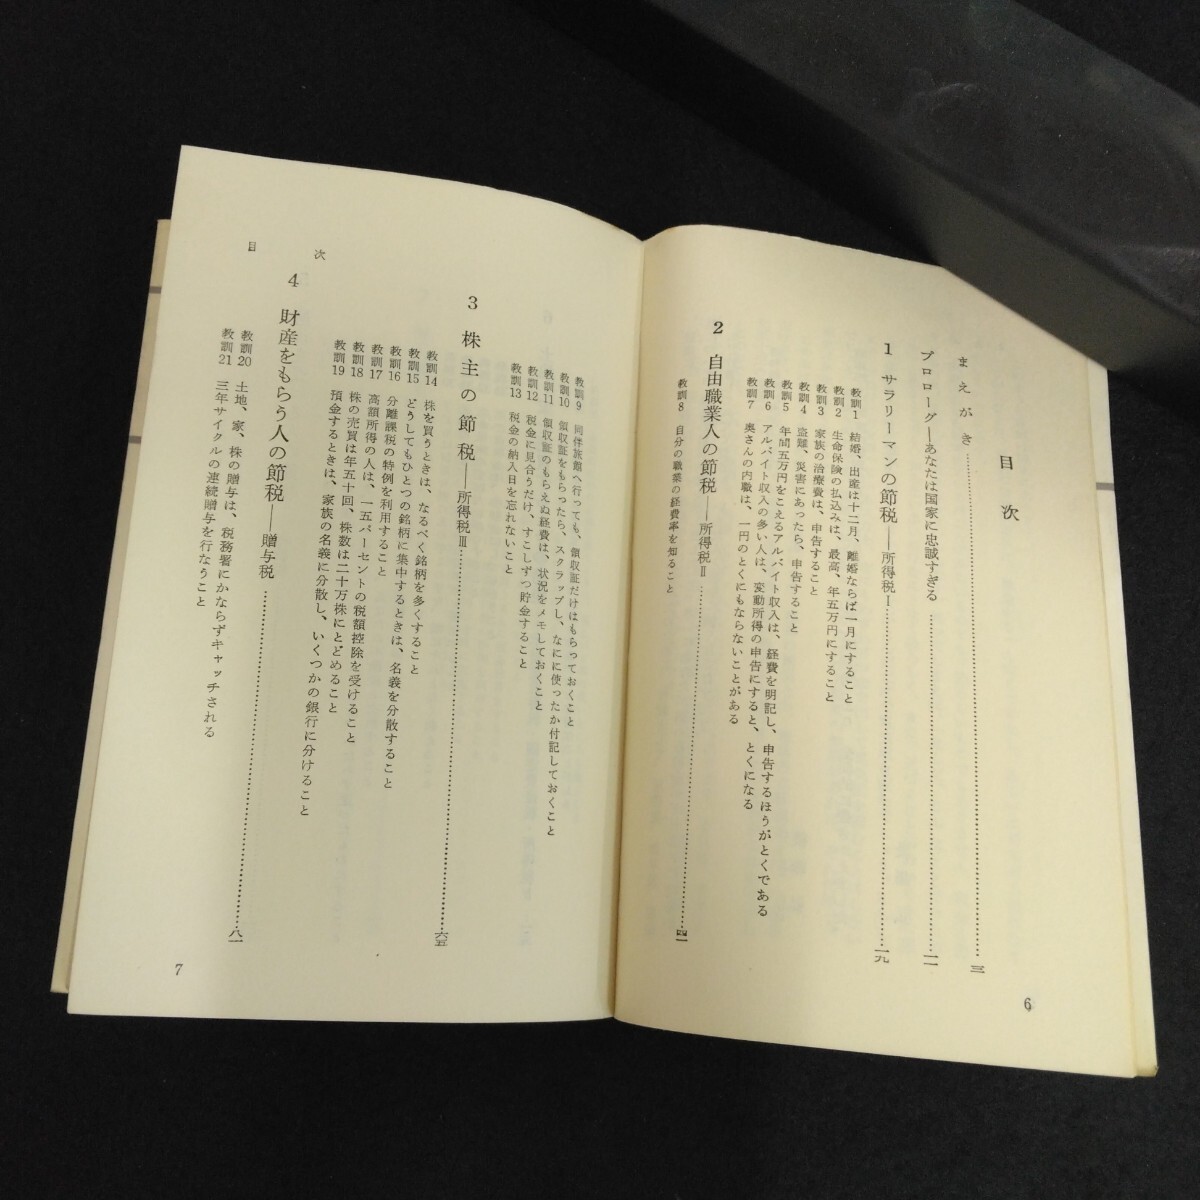 目次
まえがき……三
プロローグ―あなたは国家に忠誠すぎる……一一
1 サラリーマンの節税――所得税Ⅰ……一九
教訓1 結婚、出産は十二月、離婚ならば一月にすること
教訓2 生命保険の払込みは、最高、年五万円にすること
教訓3 家族の治療費は、申告すること
教訓4 盗難、災害にあったら、申告すること
教訓5 年間五万円をこえるアルバイト収入は、経費を明記し、申告するほうがとくである
教訓6 アルバイト収入の多い人は、変動所得の申告にすると、とくになる
教訓7 奥さんの内職は、一円のとくにもならないことがある
2 自由職業人の節税――所得税Ⅱ……四一
教訓8 自分の職業の経費率を知ること
6
教訓9 同伴旅館へ行っても、領収証だけはもらっておくこと
教訓10 領収証をもらったら、スクラップし、なにに使ったか付記しておくこと
教訓11 領収証のもらえぬ経費は、状況をメモしておくこと
教訓12 税金に見合うだけ、すこしずつ貯金すること
教訓13 税金の納入日を忘れないこと
3 株主の節税――所得税Ⅲ……六五
教訓14 株を買うときは、なるべく銘柄を多くすること
教訓15 どうしてもひとつの銘柄に集中するときは、名義を分散すること
教訓16 分離課税の特例を利用すること
教訓17 高額所得の人は、一五パーセントの税額控除を受けること
教訓18 株の売買は年五十回、株数は二十万株にとどめること
教訓19 預金するときは、家族の名義に分散し、いくつかの銀行に分けること
4 財産をもらう人の節税――贈与税……八一
教訓20 土地、家、株の贈与は、税務署にかならずキャッチされる
教訓21 三年サイクルの連続贈与を行なうこと
目次
7